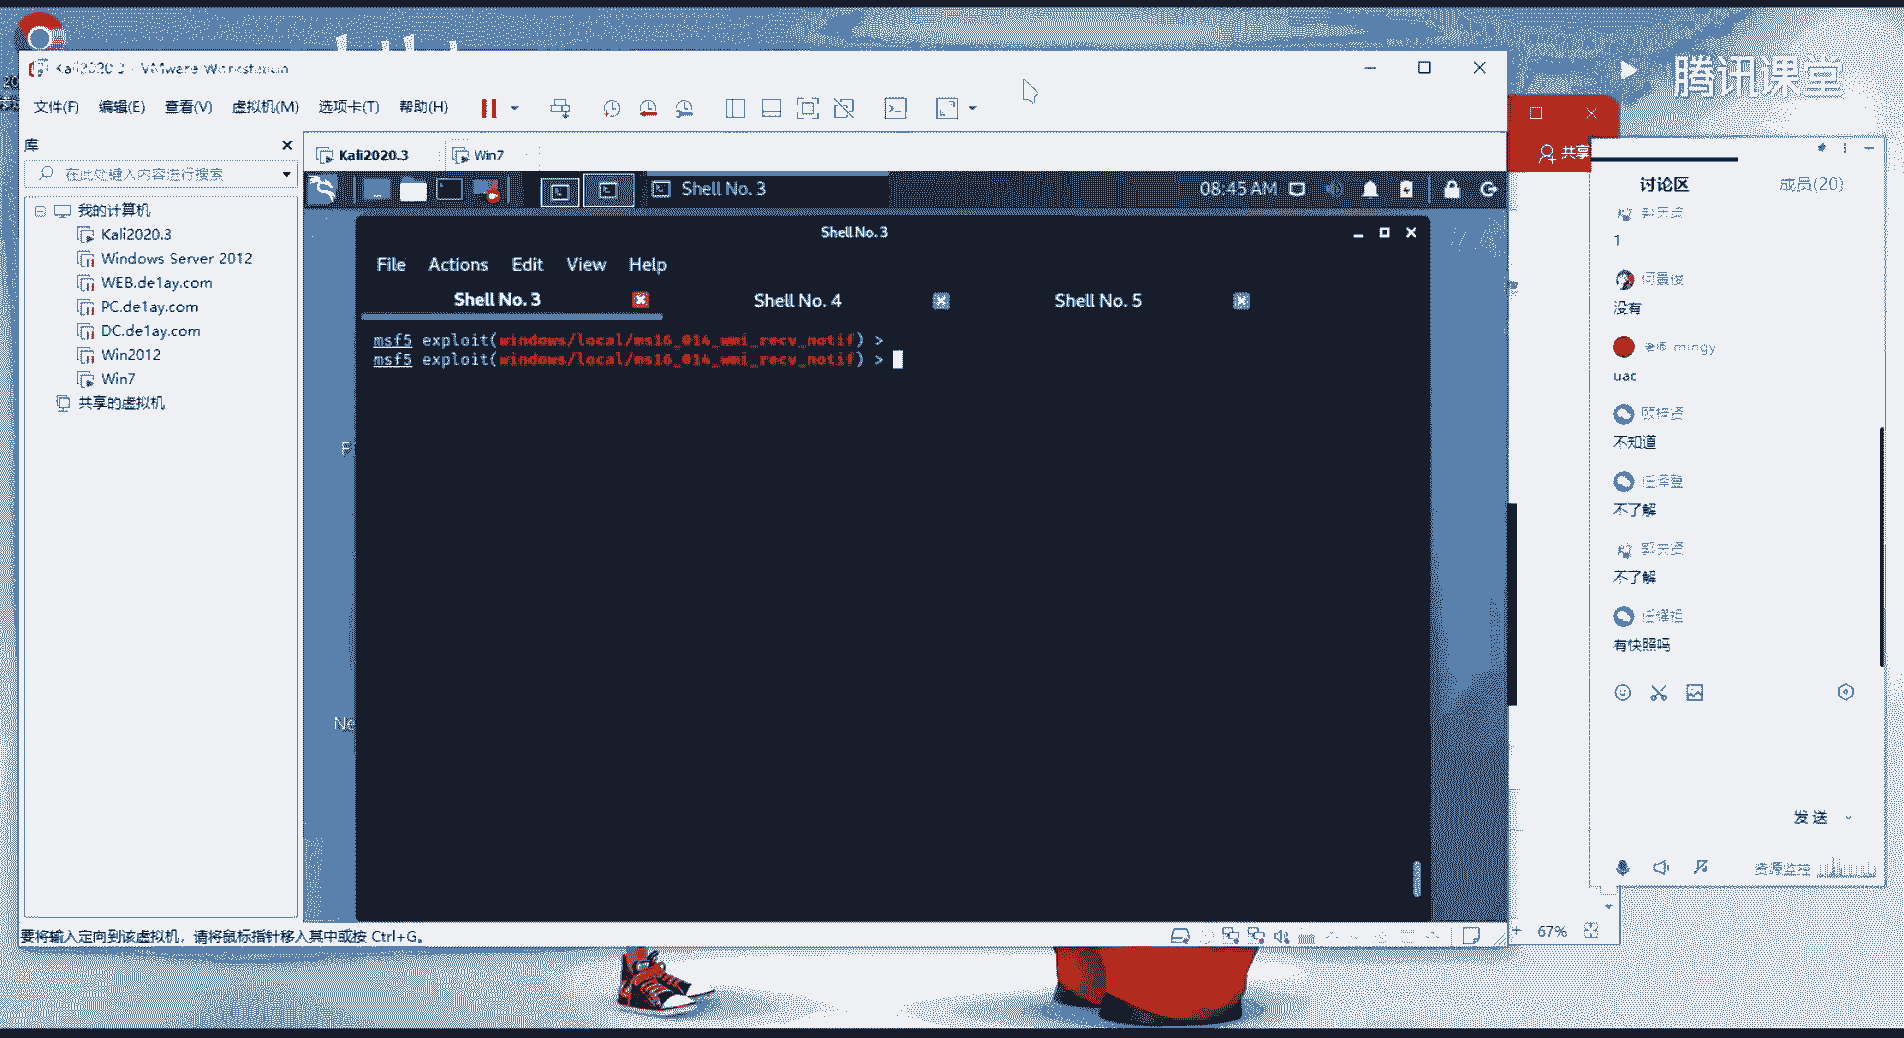 Kali2020.3 - VMware Workstation
文件(F) 编辑(E) 查看(V) 虚拟机(M) 选项卡(T) 帮助(H)
腾讯课堂
共享
库
在此处键入内容进行搜索
我的计算机
Kali2020.3
Windows Server 2012
WEB.de1ay.com
PC.de1ay.com
DC.de1ay.com
Win2012
Win7
共享的虚拟机
Kali2020.3
Win7
Shell No. 3
08:45 AM
Shell No. 3
File Actions Edit View Help
Shell No. 3
Shell No. 4
Shell No. 5
msf5 exploit(windows/local/ms16_014_wmi_recv_notif) >
msf5 exploit(windows/local/ms16_014_wmi_recv_notif) >
Ne
要将输入定向到该虚拟机，请将鼠标指针移入其中或按 Ctrl+G。
讨论区
成员(20)
1
没有
老师 mingy
uac
不知道
不了解
不了解
有快照吗
发送
资源监控
67%